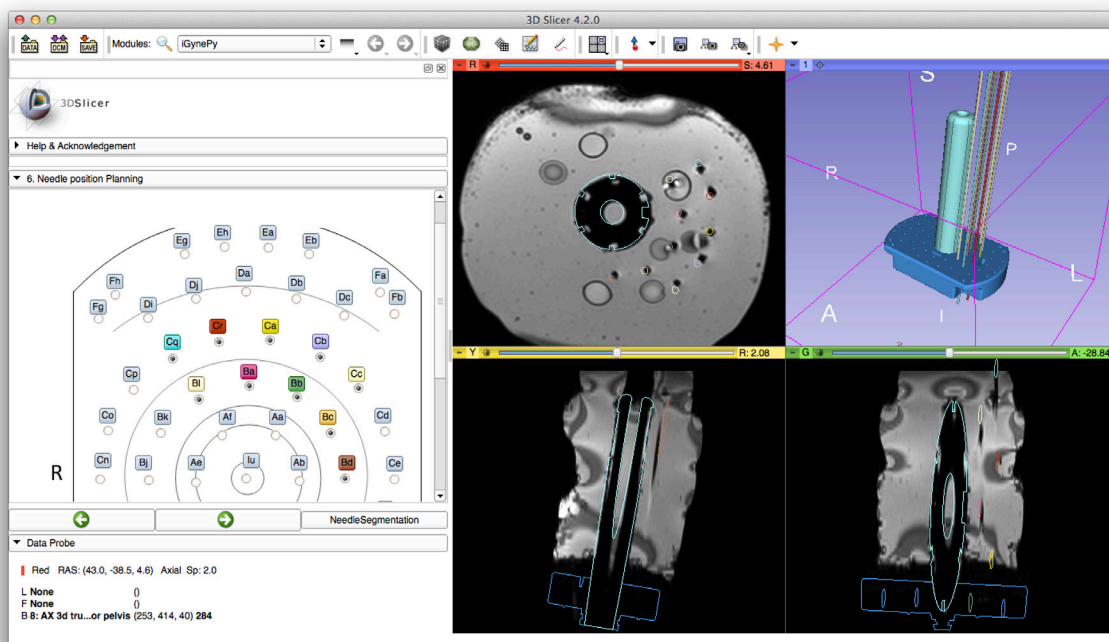 3D Slicer 4.2.0
DATA DCM SAVE Modules: iGynePy
R S: 4.61 1
3DSlicer
Help & Acknowledgement
6. Needle position Planning
Eg Eh Ea Eb
Fh Dj Da Db Fa
Fg Di Dc Fb
Cq Cr Ca Cb
Cp Bl Ba Bb Cc
Co Bk Af Aa Bc Cd
Cn Bj Ae Iu Ab Bd Ce
R
S
P
R
L
A
I
Y R: 2.08 G A: -28.84
NeedleSegmentation
Data Probe
Red RAS: (43.0, -38.5, 4.6) Axial Sp: 2.0
L None ()
F None ()
B 8: AX 3d tru...or pelvis (253, 414, 40) 284